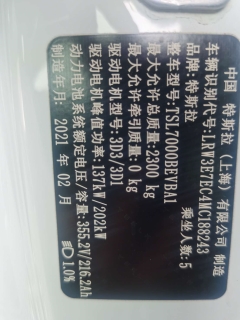 中国 特斯拉（上海）有限公司 制造
车辆识别代号：LRW3E7EC4MC188243
品牌：特斯拉 乘坐人数：5
整车型号：TSL7000BEVBA1
最大允许总质量：2300 kg
最大允许牵引质量：0 kg
驱动电机型号：3D3/3D1
驱动电机峰值功率：137kW/202kW
动力电池系统额定电压/容量：355.2V/216.2Ah
制造年月：2021 年 02 月 1.0%